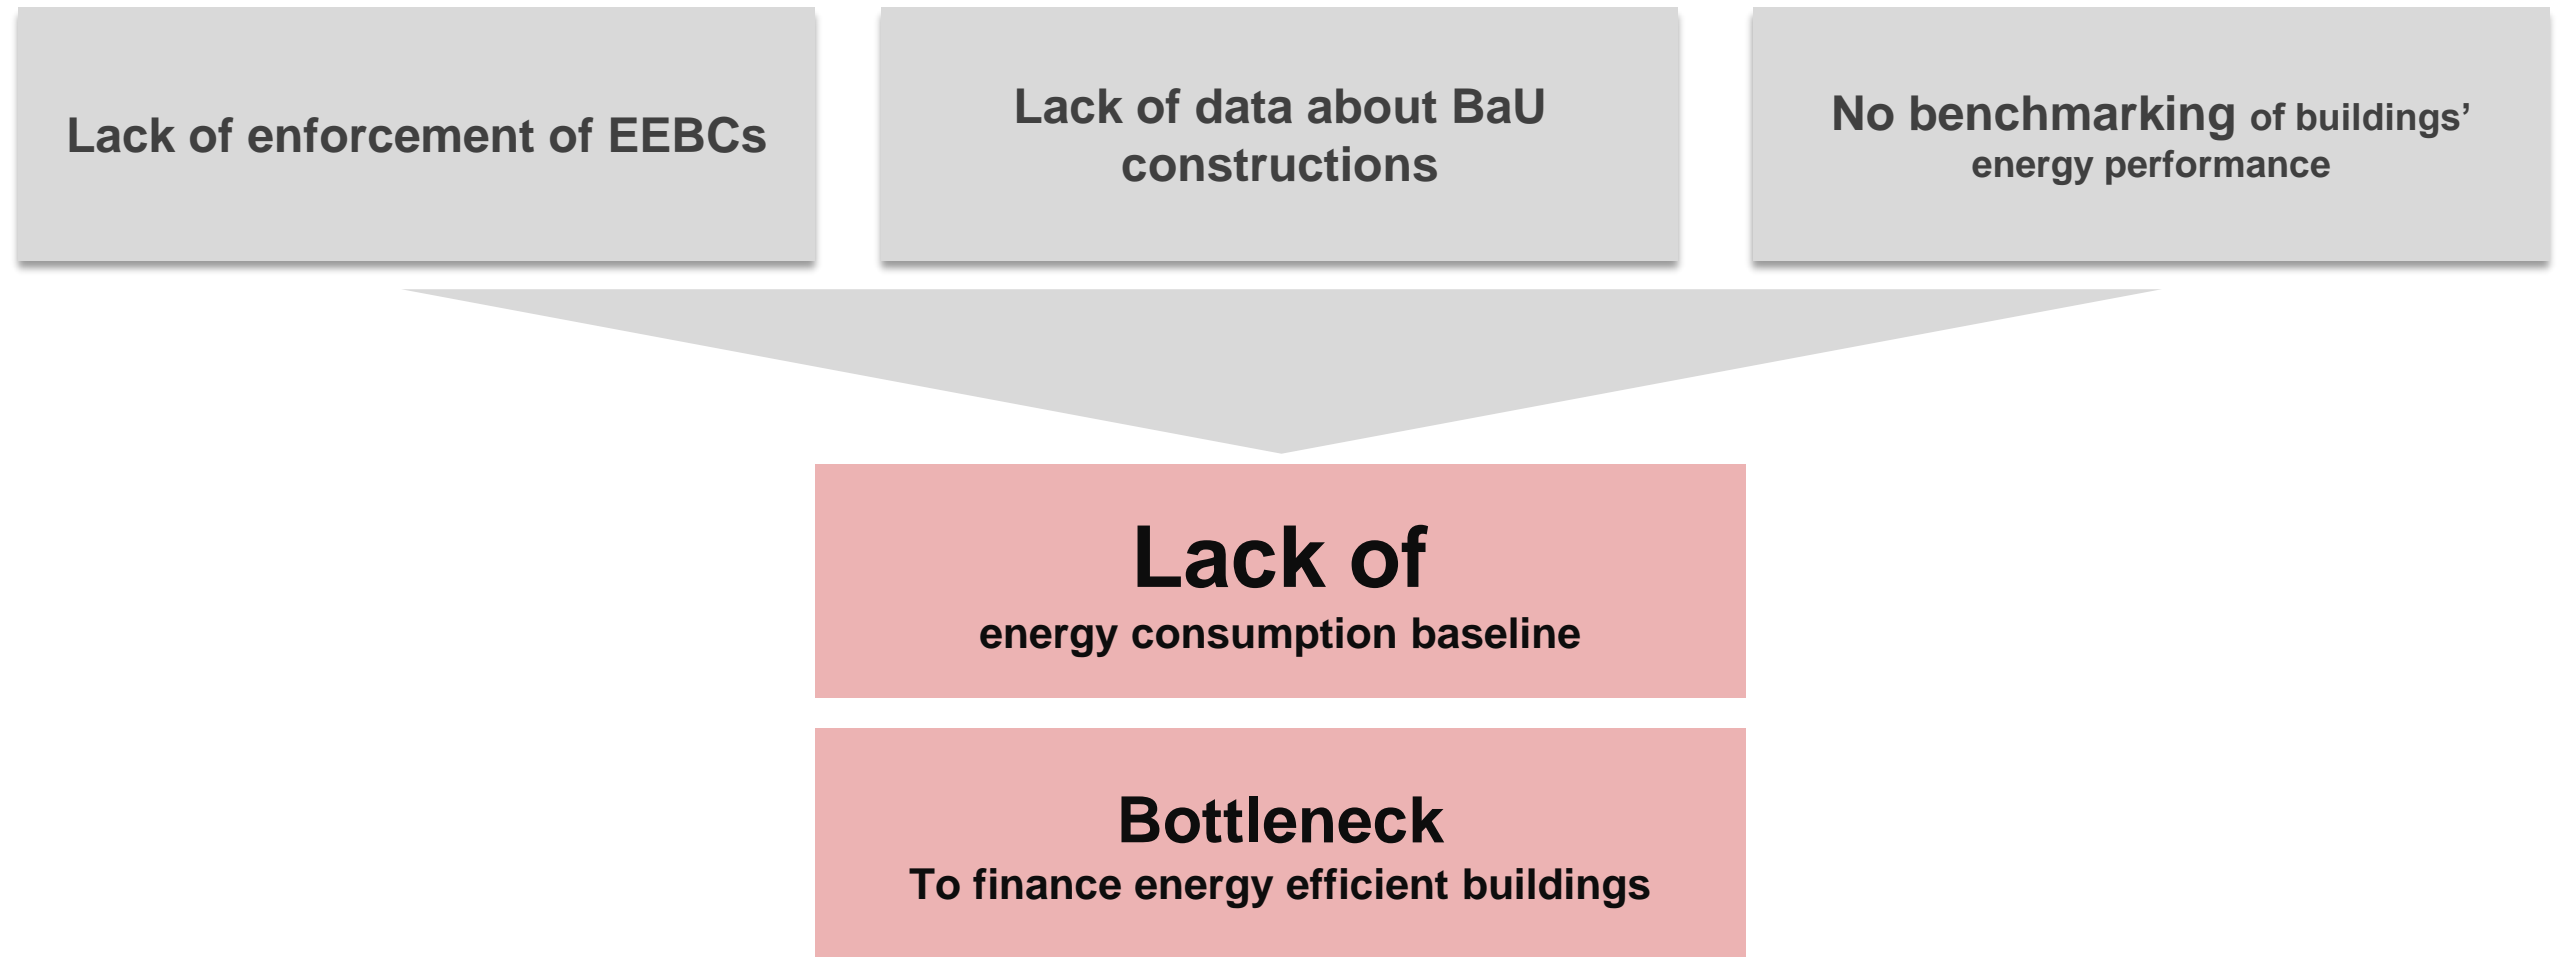 Lack of enforcement of EEBCs
Lack of data about BaU
constructions
No benchmarking of buildings’
energy performance
Lack of
energy consumption baseline
Bottleneck
To finance energy efficient buildings